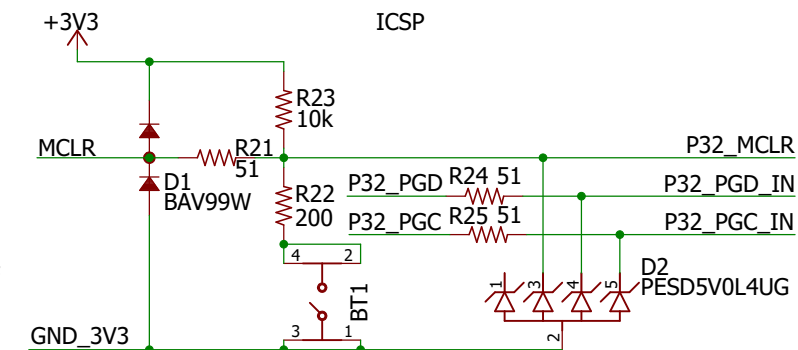 +3V3
ICSP
R23
10k
MCLR
R21
51
P32_MCLR
D1
BAV99W
R22
200
P32_PGD
R24 51
P32_PGD_IN
P32_PGC
R25 51
P32_PGC_IN
4
2
BT1
3
1
1
3
4
5
D2
PESD5V0L4UG
2
GND_3V3